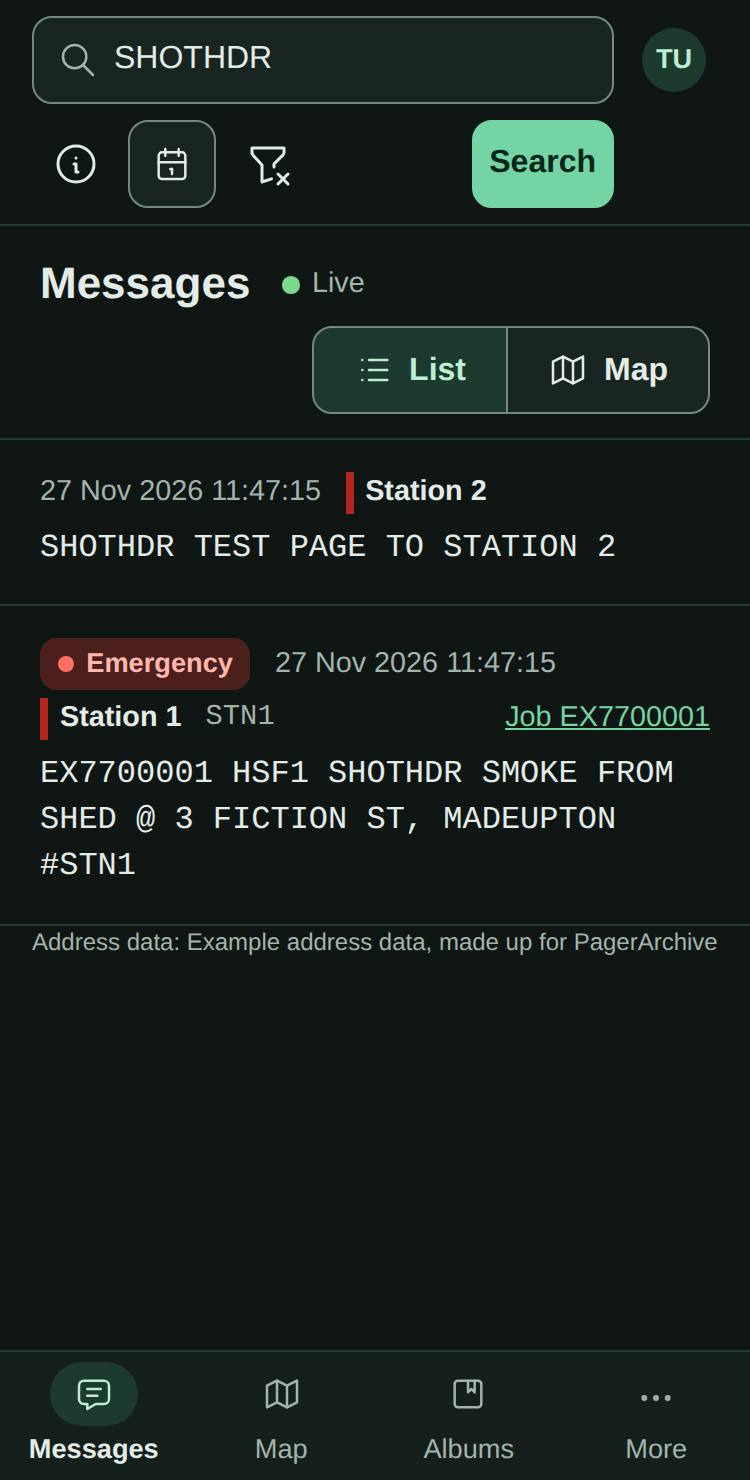 SHOTHDR
TU
Search
Messages
Live
List
Map
27 Nov 2026 11:47:15 Station 2
SHOTHDR TEST PAGE TO STATION 2
Emergency 27 Nov 2026 11:47:15
Station 1 STN1 Job EX7700001
EX7700001 HSF1 SHOTHDR SMOKE FROM
SHED @ 3 FICTION ST, MADEUPTON
#STN1
Address data: Example address data, made up for PagerArchive
Messages
Map
Albums
More